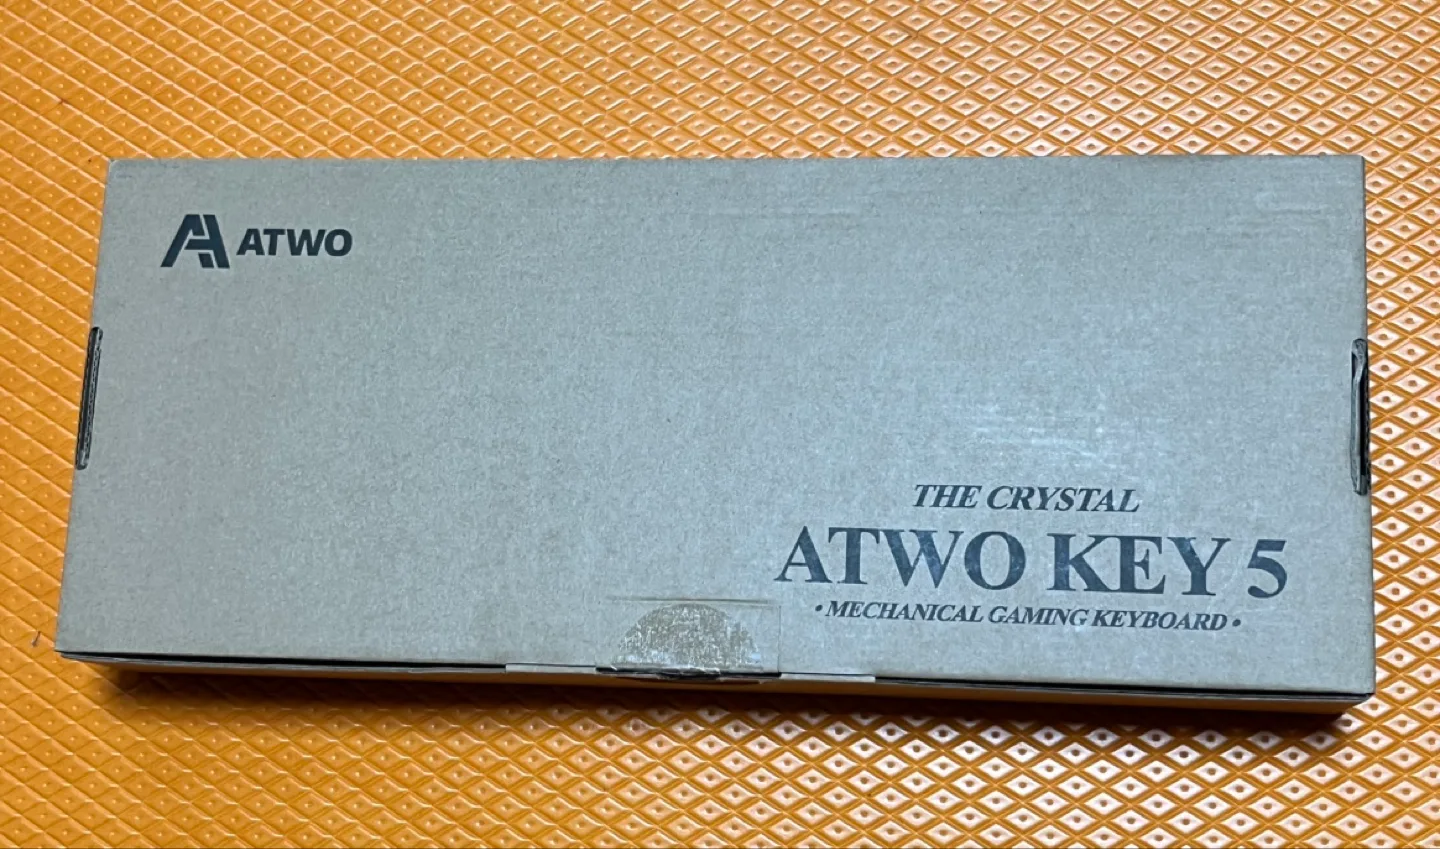 ATWO
THE CRYSTAL
ATWO KEY 5
• MECHANICAL GAMING KEYBOARD •